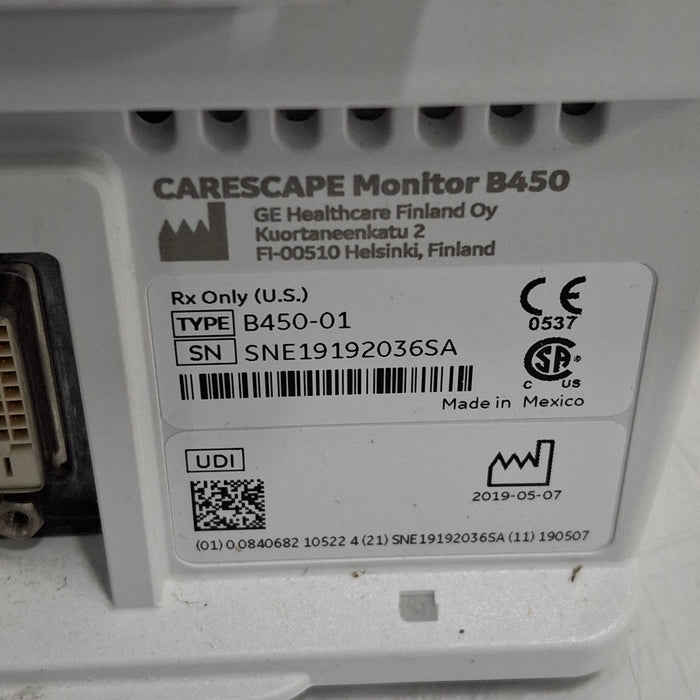 CARESCAPE Monitor B450
GE Healthcare Finland Oy
Kuortaneenkatu 2
FI-00510 Helsinki, Finland
Rx Only (U.S.)
TYPE B450-01
SN SNE19192036SA
CE
0537
CSA ®
C US
Made in Mexico
UDI
2019-05-07
(01) 0 0840682 10522 4 (21) SNE19192036SA (11) 190507